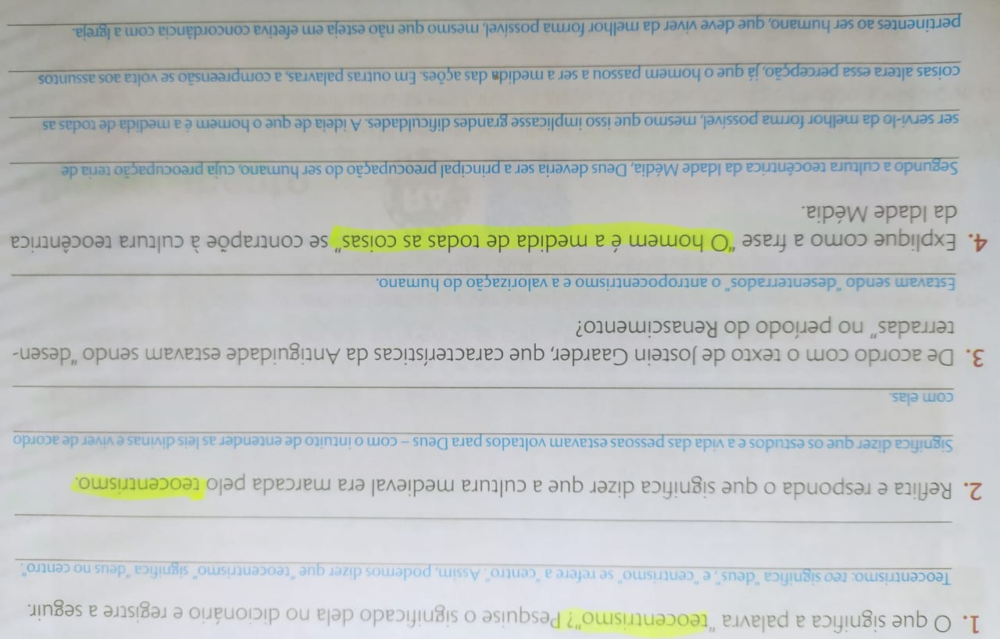 1. O que significa a palavra "teocentrismo"? Pesquise o significado dela no dicionário e registre a seguir.
Teocentrismo: teo significa "deus", e "centrismo" se refere a "centro". Assim, podemos dizer que "teocentrismo" significa "deus no centro".
2. Reflita e responda o que significa dizer que a cultura medieval era marcada pelo teocentrismo.
Significa dizer que os estudos e a vida das pessoas estavam voltados para Deus – com o intuito de entender as leis divinas e viver de acordo
com elas.
3. De acordo com o texto de Jostein Gaarder, que características da Antiguidade estavam sendo "desen-
terradas" no período do Renascimento?
Estavam sendo "desenterrados" o antropocentrismo e a valorização do humano.
4. Explique como a frase "O homem é a medida de todas as coisas" se contrapõe à cultura teocêntrica
da Idade Média.
Segundo a cultura teocêntrica da Idade Média, Deus deveria ser a principal preocupação do ser humano, cuja preocupação teria de
ser servi-lo da melhor forma possível, mesmo que isso implicasse grandes dificuldades. A ideia de que o homem é a medida de todas as
coisas altera essa percepção, já que o homem passou a ser a medida das ações. Em outras palavras, a compreensão se volta aos assuntos
pertinentes ao ser humano, que deve viver da melhor forma possível, mesmo que não esteja em efetiva concordância com a Igreja.